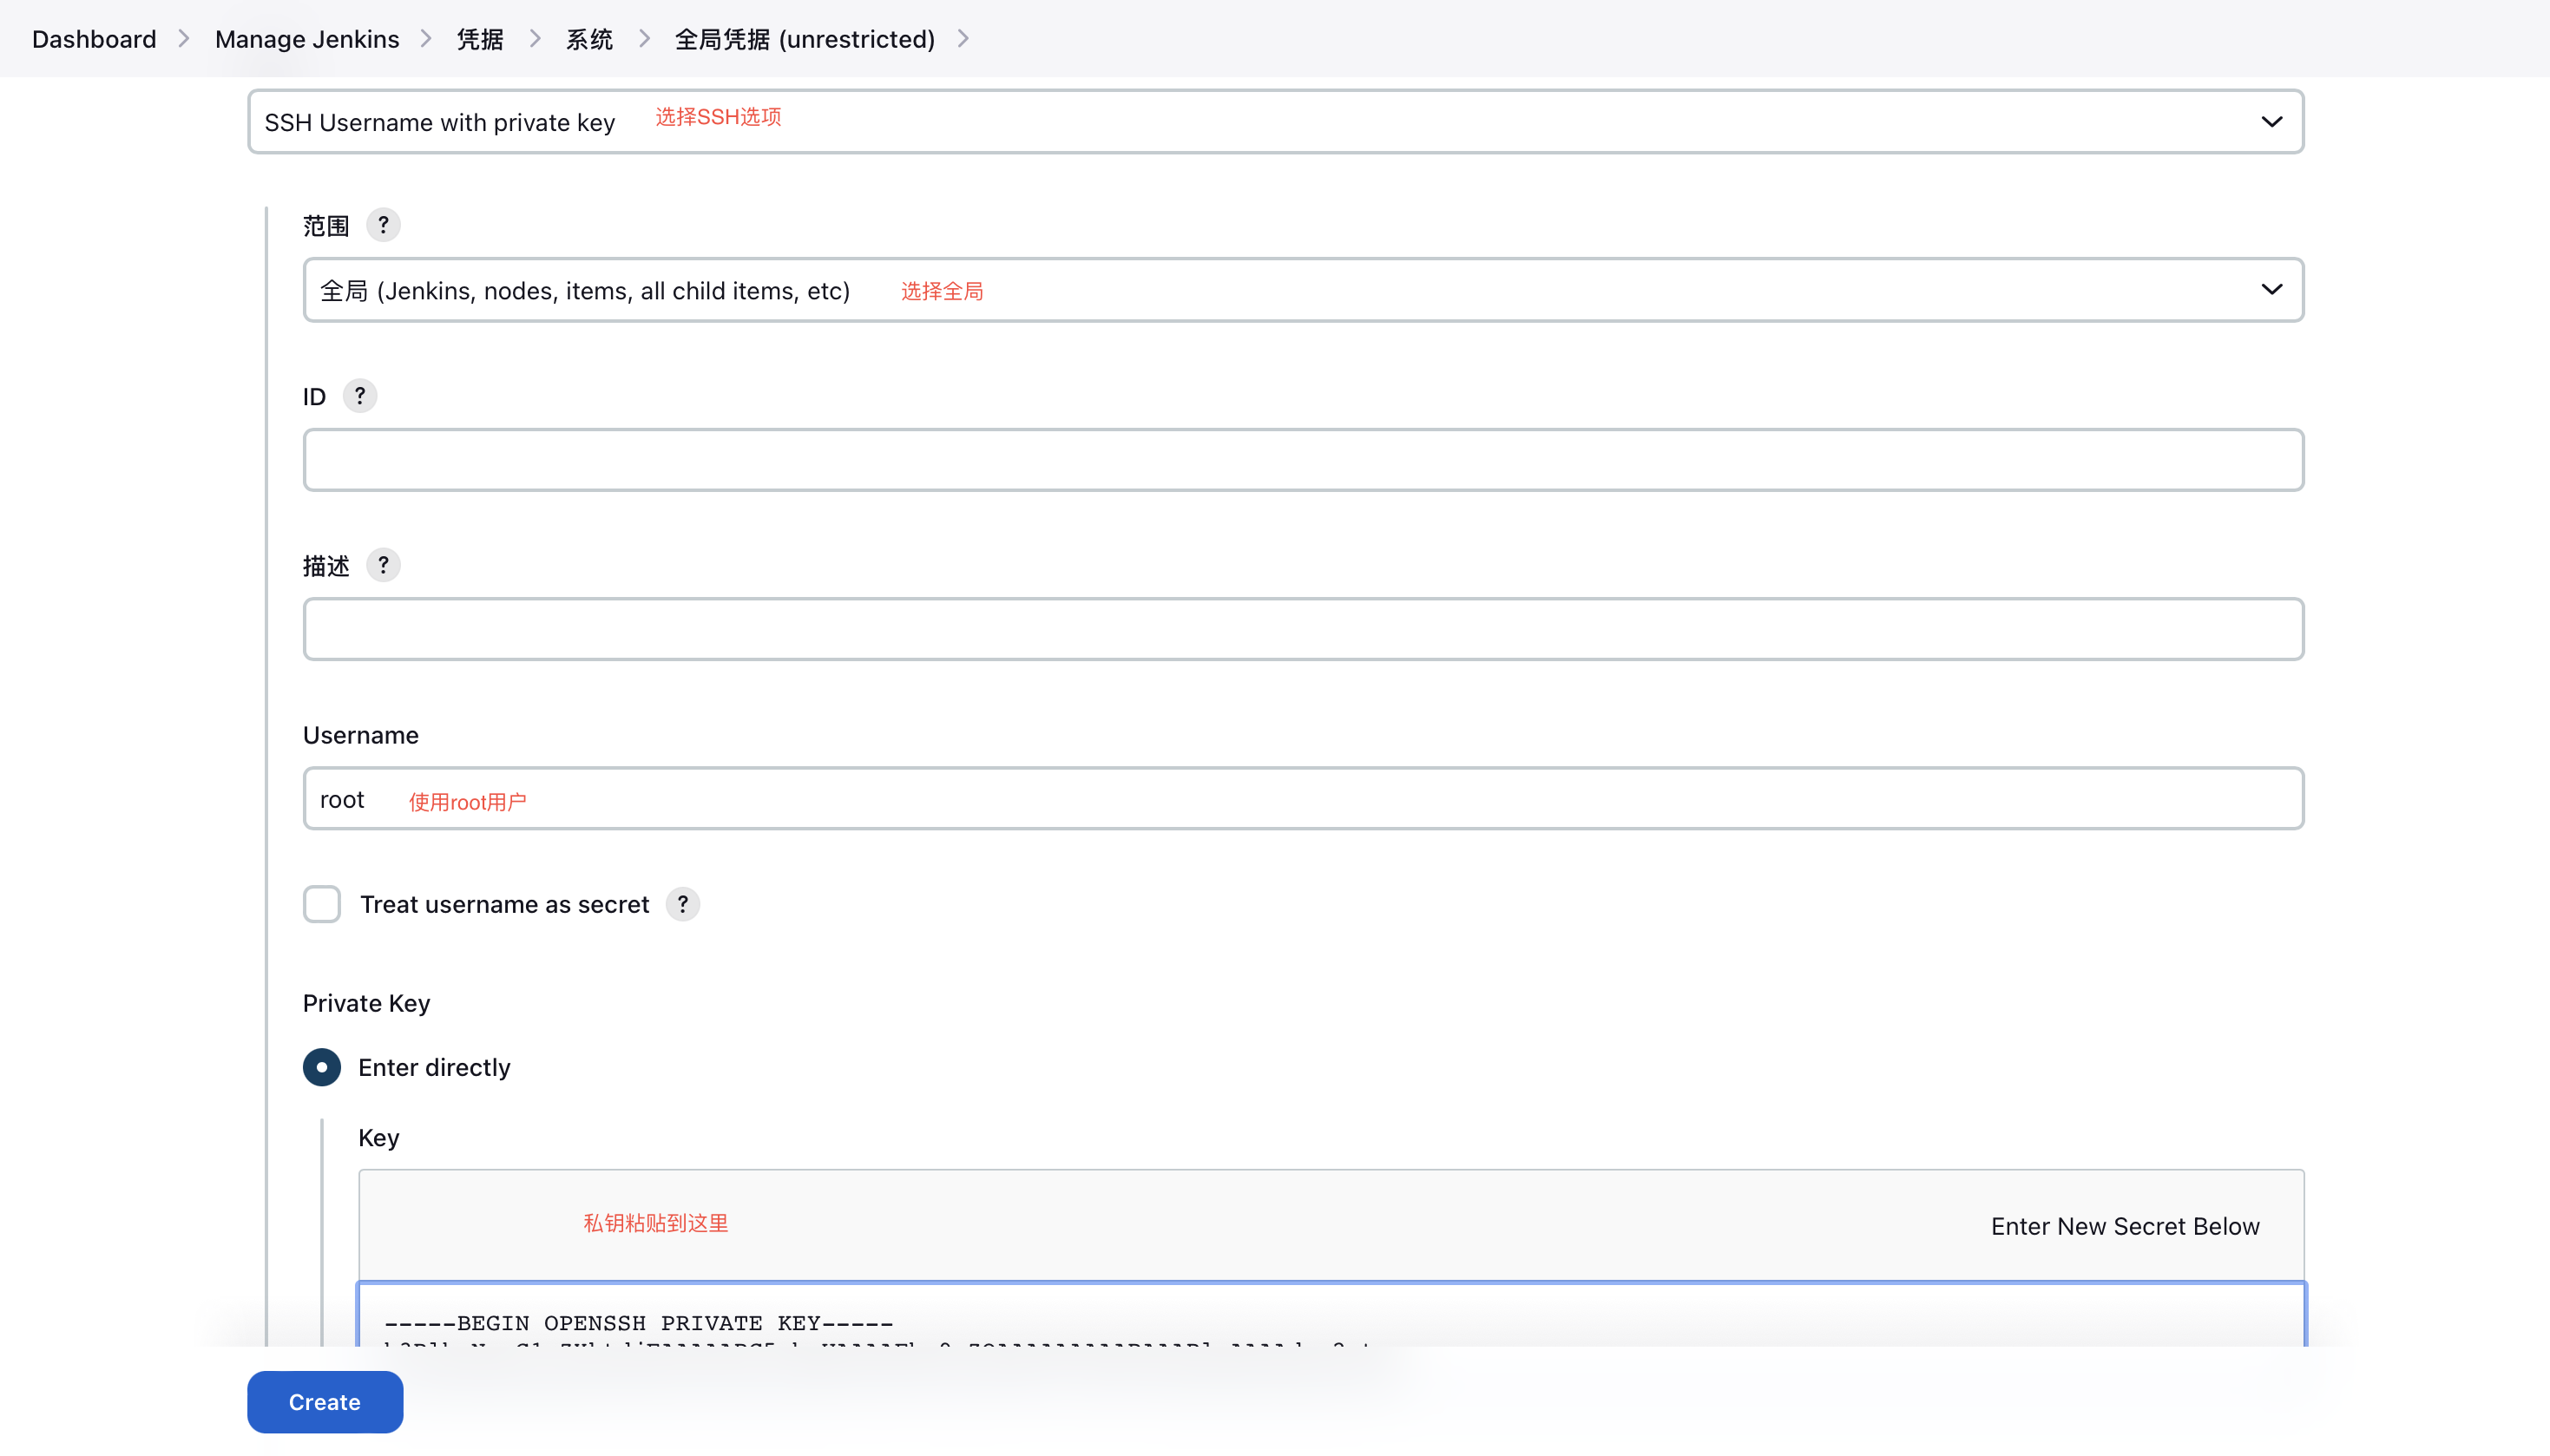 Dashboard > Manage Jenkins > 凭据 > 系统 > 全局凭据 (unrestricted) >
SSH Username with private key 选择SSH选项
范围 ?
全局 (Jenkins, nodes, items, all child items, etc) 选择全局
ID ?
描述 ?
Username
root 使用root用户
Treat username as secret ?
Private Key
Enter directly
Key
私钥粘贴到这里 Enter New Secret Below
-----BEGIN OPENSSH PRIVATE KEY-----
Create